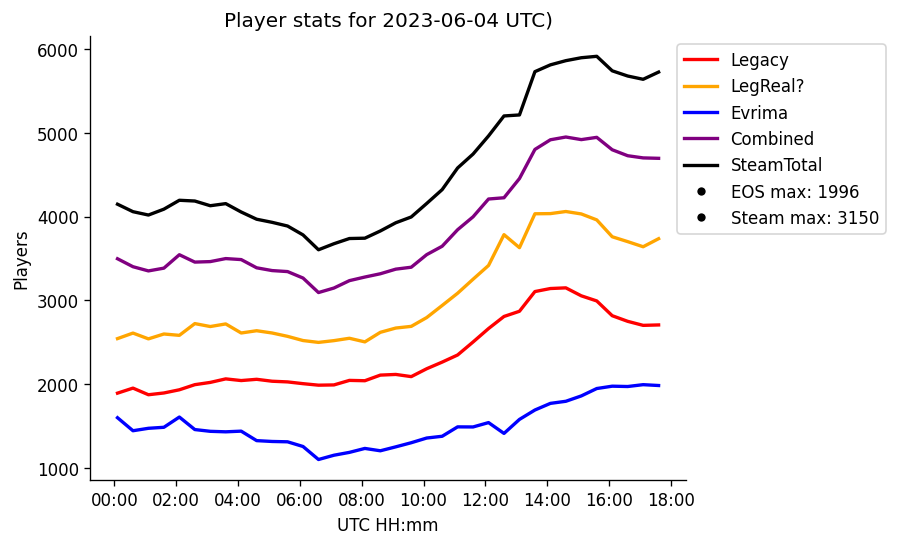 Player stats for 2023-06-04 UTC)
6000
5000
4000
3000
2000
1000
Players
00:00 02:00 04:00 06:00 08:00 10:00 12:00 14:00 16:00 18:00
UTC HH:mm
Legacy
LegReal?
Evrima
Combined
SteamTotal
EOS max: 1996
Steam max: 3150